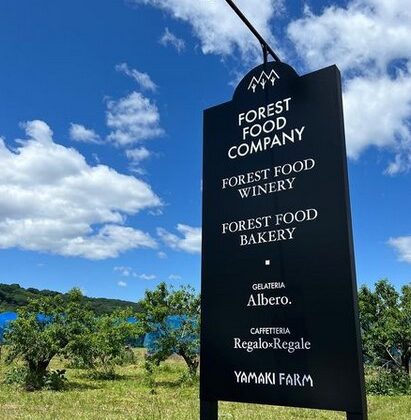 FOREST
FOOD
COMPANY
FOREST FOOD
WINERY
FOREST FOOD
BAKERY
GELATERIA
Albero.
CAFFETTERIA
Regalo×Regale
YAMAKI FARM